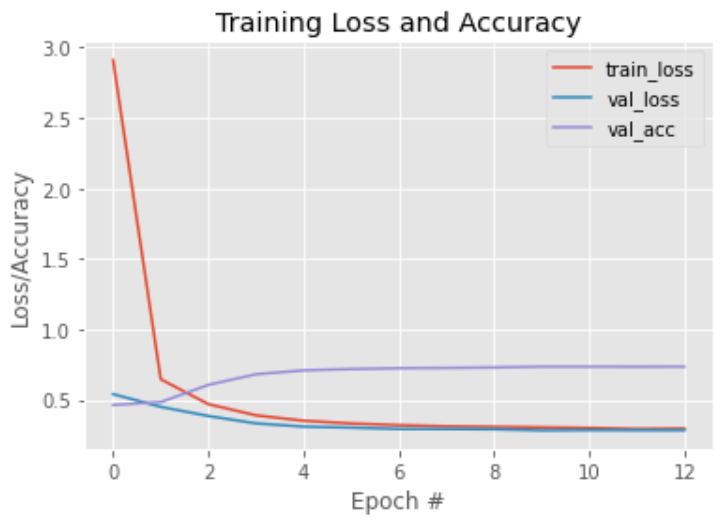 Training Loss and Accuracy
3.0
2.5
2.0
1.5
1.0
0.5
Loss/Accuracy
train_loss
val_loss
val_acc
0 2 4 6 8 10 12
Epoch #